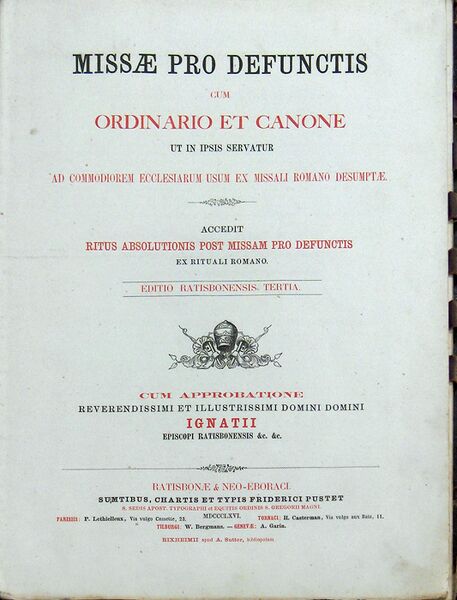 MISSÆ PRO DEFUNCTIS
CUM
ORDINARIO ET CANONE
UT IN IPSIS SERVATUR
AD COMMODIOREM ECCLESIARUM USUM EX MISSALI ROMANO DESUMPTÆ.
ACCEDIT
RITUS ABSOLUTIONIS POST MISSAM PRO DEFUNCTIS
EX RITUALI ROMANO.
EDITIO RATISBONENSIS TERTIA.
CUM APPROBATIONE
REVERENDISSIMI ET ILLUSTRISSIMI DOMINI DOMINI
IGNATII
EPISCOPI RATISBONENSIS &c. &c.
RATISBONÆ & NEO-EBORACI.
SUMTIBUS, CHARTIS ET TYPIS FRIDERICI PUSTET
S. SEDIS APOST. TYPOGRAPHI ET EQUITIS ORDINIS S. GREGORII MAGNI.
MDCCCLXVI.
PARISIIS: P. Lethielleux, Via vulgo Cassette, 23. TORNACI: H. Casterman, Via vulgo aux Rats, 11.
TILBURGI: W. Bergmans. — GENEVÆ: A. Garin.
RIXHEIMII apud A. Sutter, bibliopolam